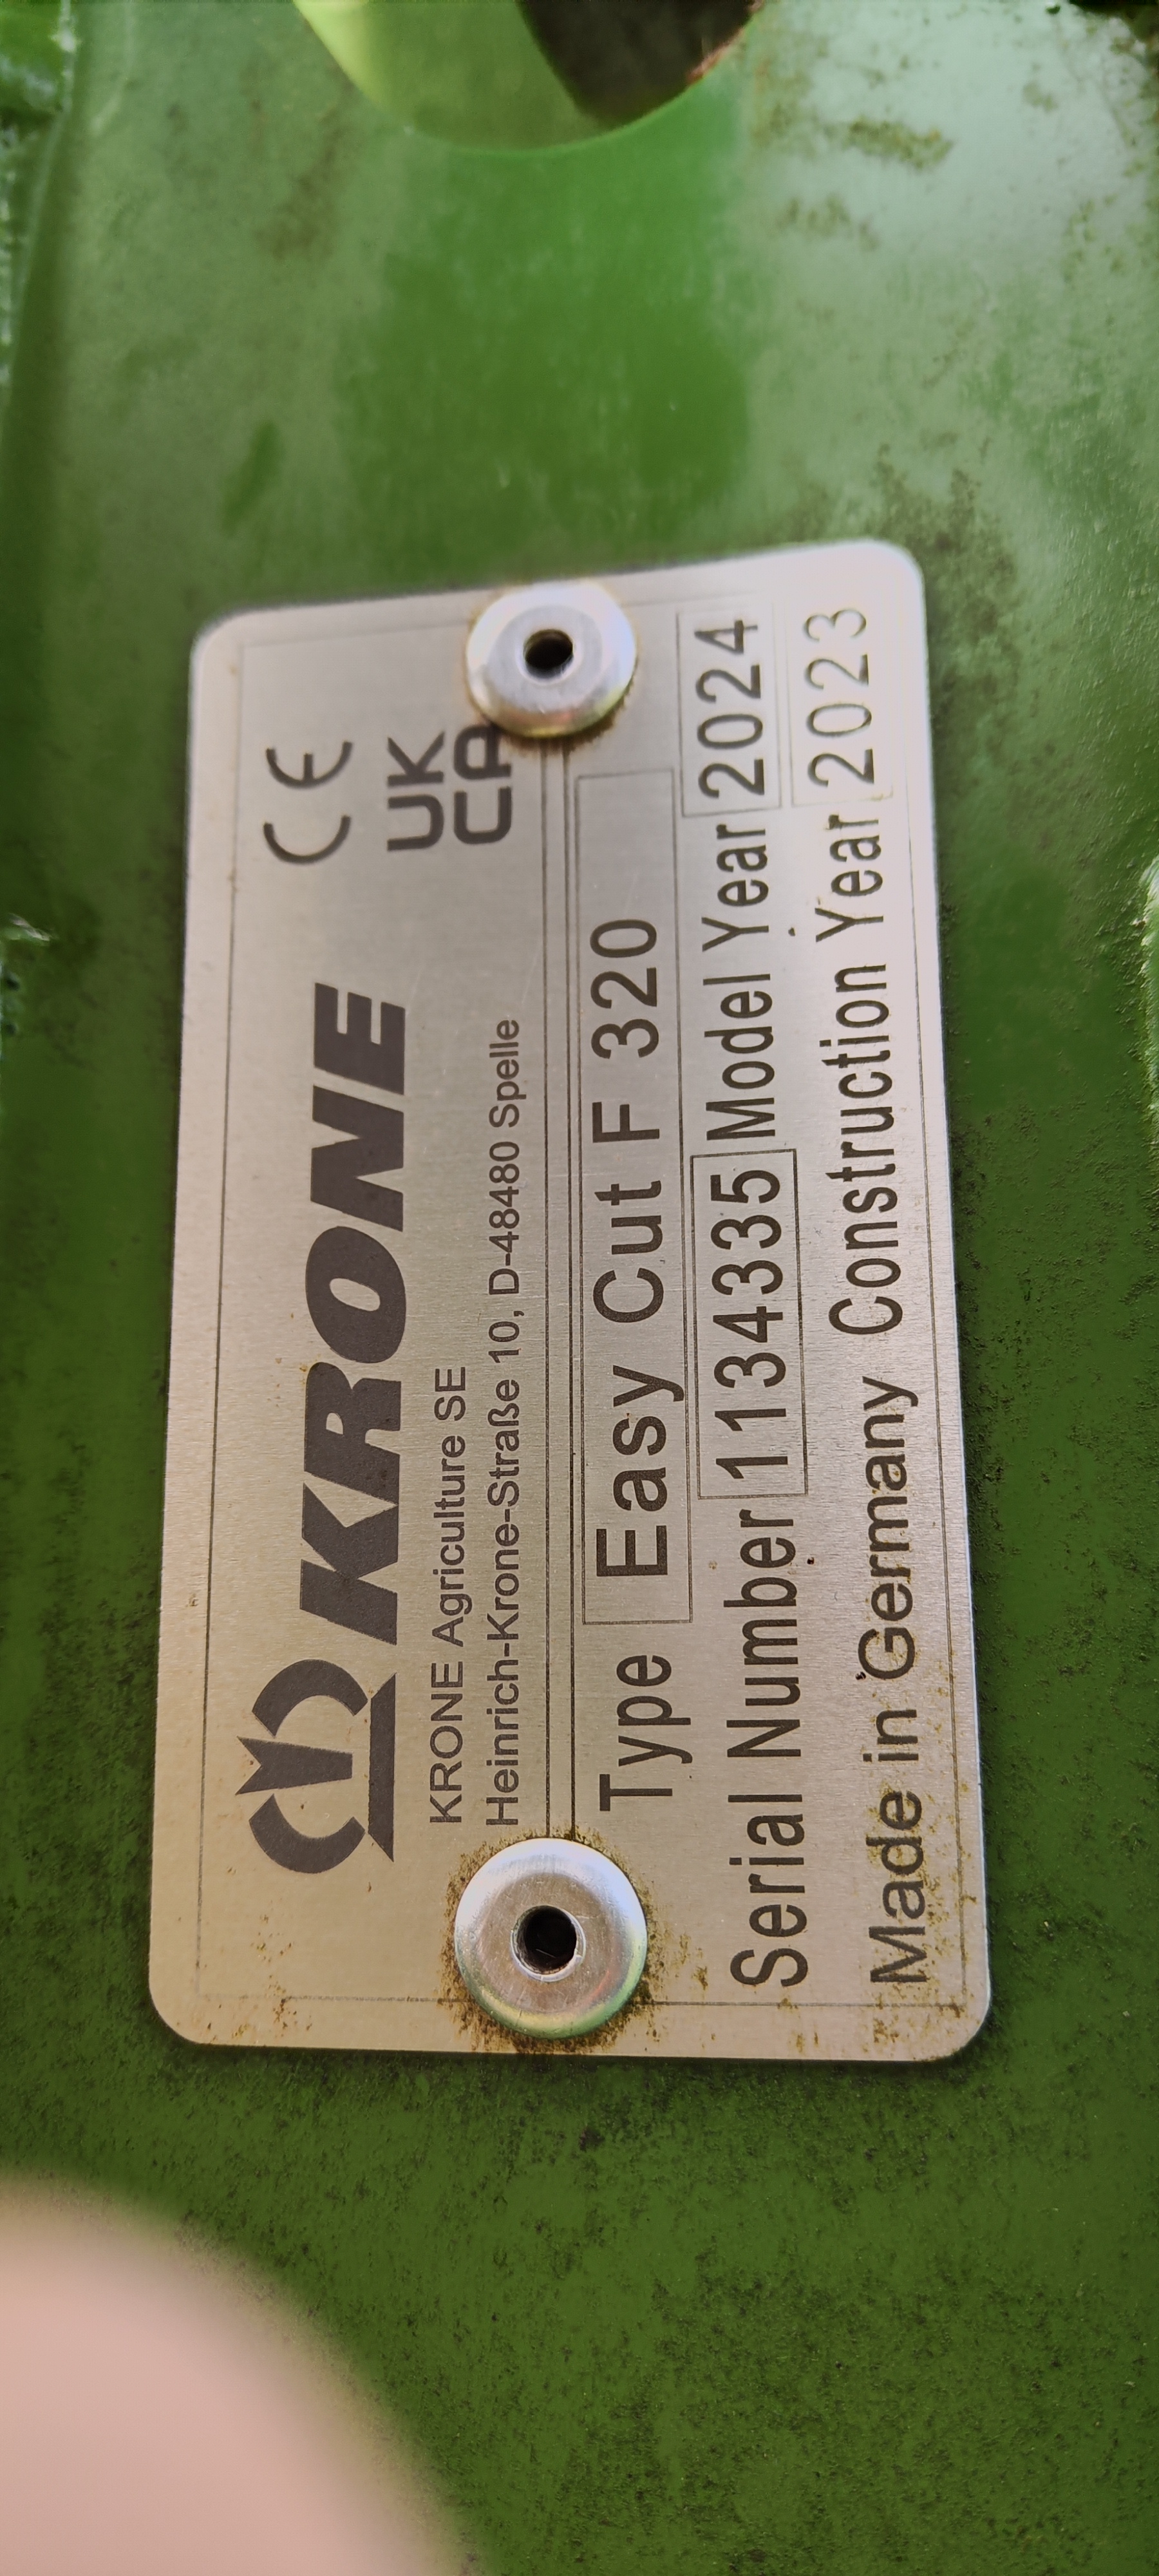 KRONE
CE
UK
CA
KRONE Agriculture SE
Heinrich-Krone-Straße 10, D-48480 Spelle
Type Easy Cut F 320
Serial Number 1134335 Model Year 2024
Made in Germany Construction Year 2023